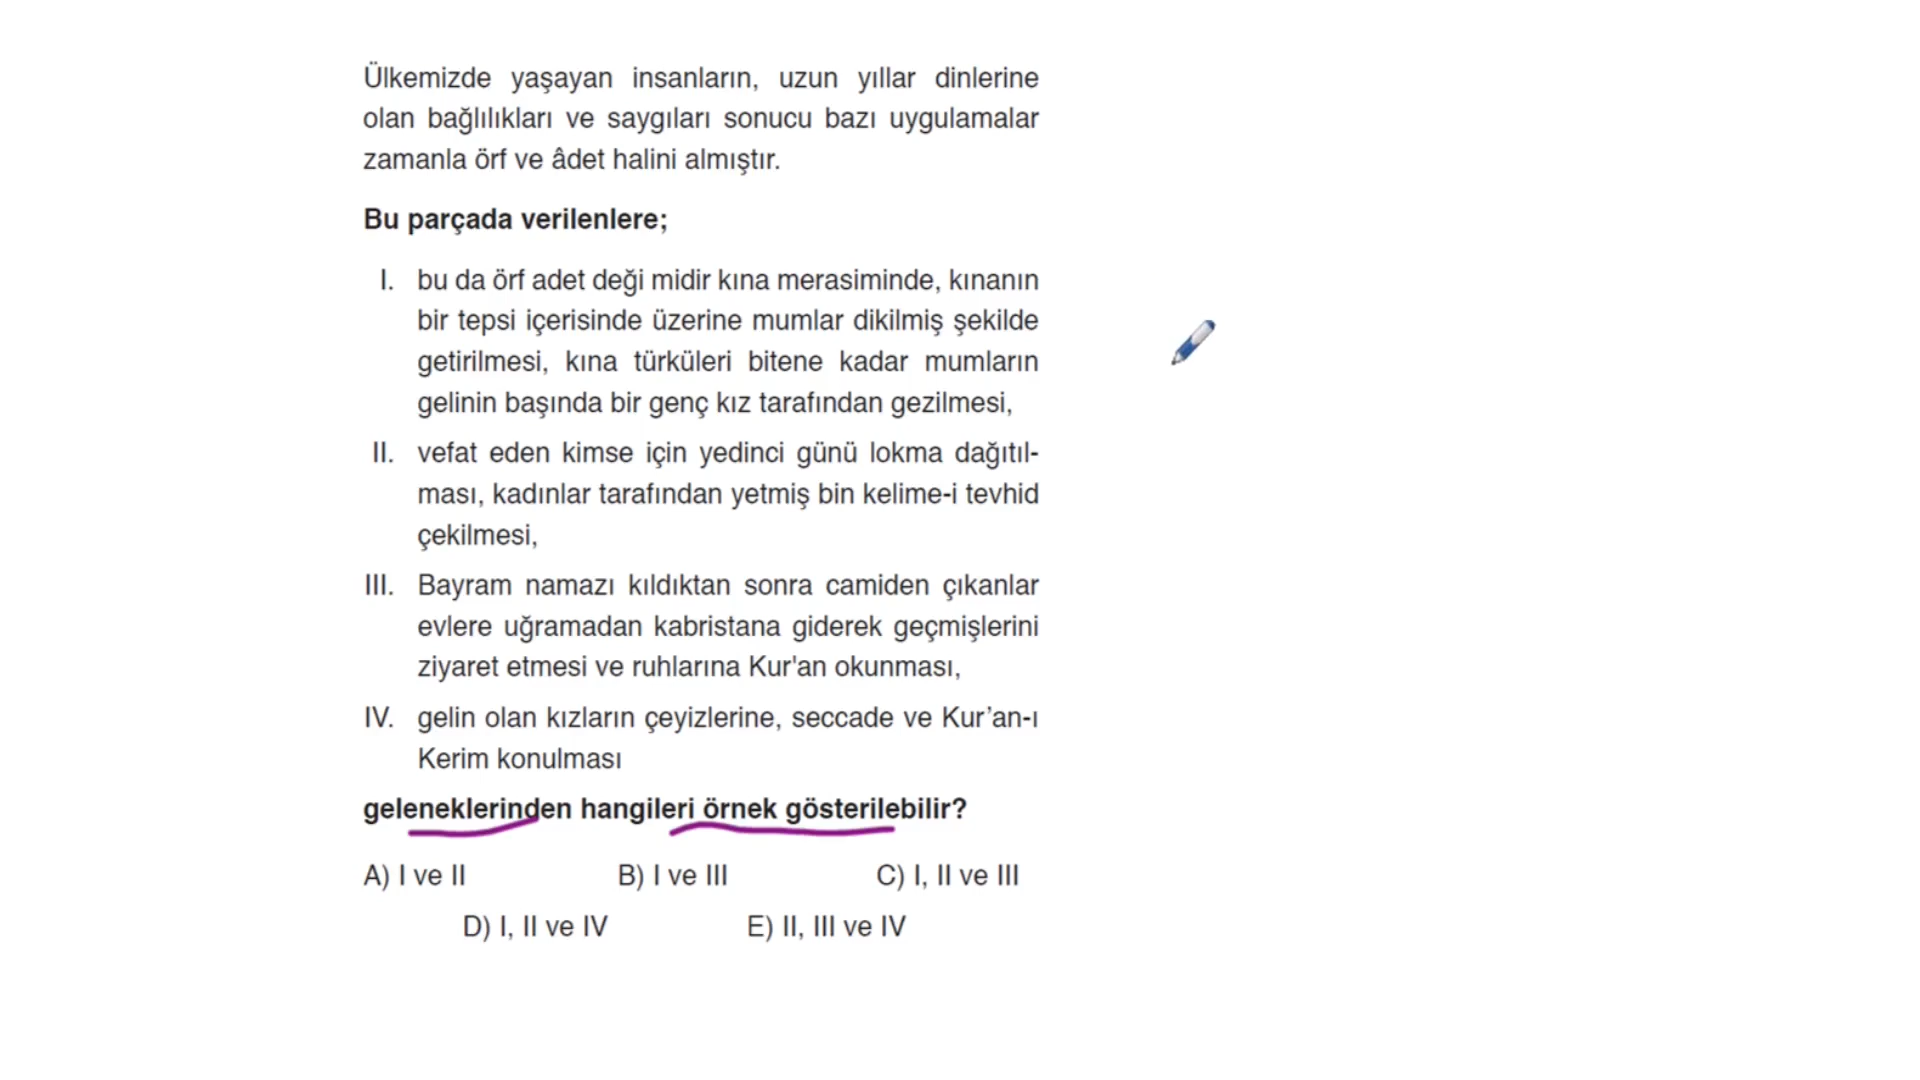 Ülkemizde yaşayan insanların, uzun yıllar dinlerine
olan bağlılıkları ve saygıları sonucu bazı uygulamalar
zamanla örf ve âdet halini almıştır.
Bu parçada verilenlere;
I. bu da örf adet deği midir kına merasiminde, kınanın
bir tepsi içerisinde üzerine mumlar dikilmiş şekilde
getirilmesi, kına türküleri bitene kadar mumların
gelinin başında bir genç kız tarafından gezilmesi,
II. vefat eden kimse için yedinci günü lokma dağıtıl-
ması, kadınlar tarafından yetmiş bin kelime-i tevhid
çekilmesi,
III. Bayram namazı kıldıktan sonra camiden çıkanlar
evlere uğramadan kabristana giderek geçmişlerini
ziyaret etmesi ve ruhlarına Kur'an okunması,
IV. gelin olan kızların çeyizlerine, seccade ve Kur’an-ı
Kerim konulması
geleneklerinden hangileri örnek gösterilebilir?
A) I ve II B) I ve III C) I, II ve III
D) I, II ve IV E) II, III ve IV